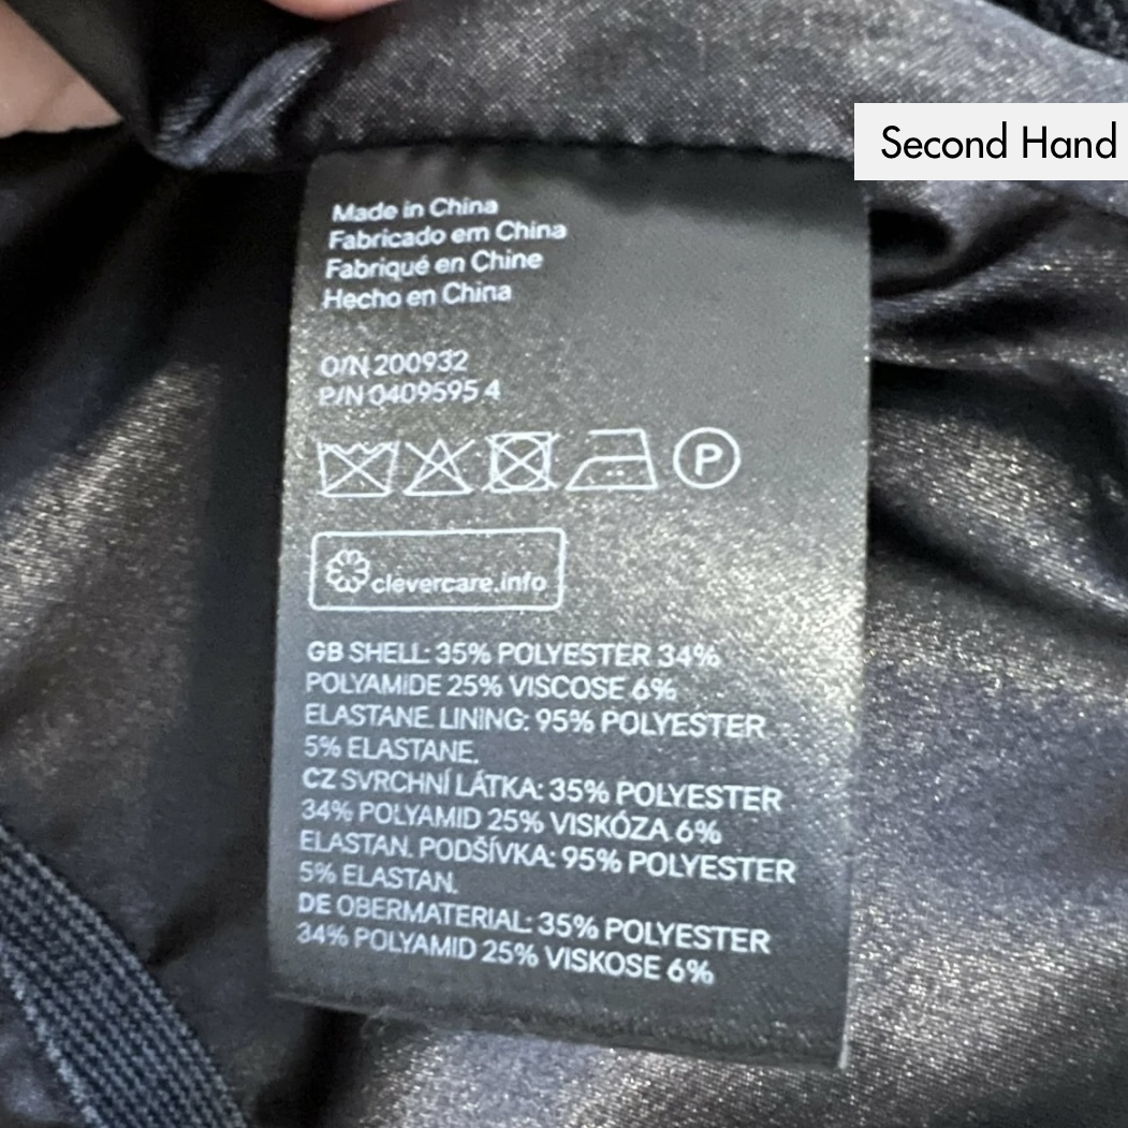 Second Hand
Made in China
Fabricado em China
Fabriqué en Chine
Hecho en China
O/N 200932
P/N 0409595 4
P
clevercare.info
GB SHELL: 35% POLYESTER 34%
POLYAMIDE 25% VISCOSE 6%
ELASTANE. LINING: 95% POLYESTER
5% ELASTANE.
CZ SVRCHNÍ LÁTKA: 35% POLYESTER
34% POLYAMID 25% VISKÓZA 6%
ELASTAN. PODŠÍVKA: 95% POLYESTER
5% ELASTAN.
DE OBERMATERIAL: 35% POLYESTER
34% POLYAMID 25% VISKOSE 6%